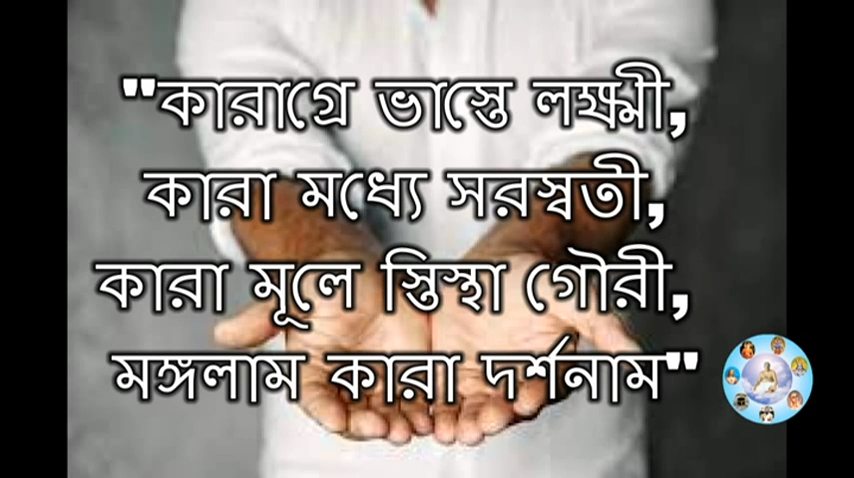 "কারাগ্রে ভাস্তে লক্ষ্মী,
কারা মধ্যে সরস্বতী,
কারা মূলে স্তিস্থা গৌরী,
মঙ্গলাম কারা দর্শনাম"